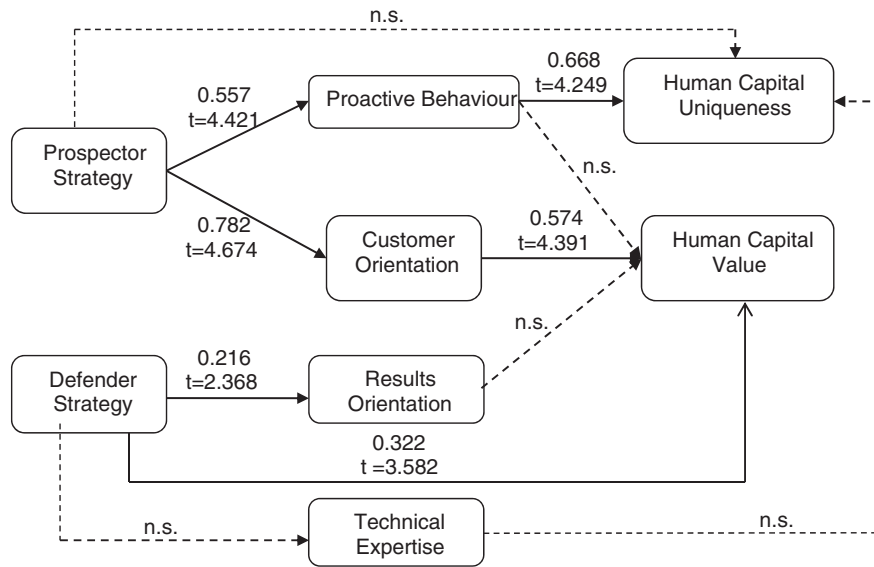 n.s.
0.557
t=4.421
Proactive Behaviour
0.668
t=4.249
Human Capital
Uniqueness
Prospector
Strategy
n.s.
0.782
t=4.674
Customer
Orientation
0.574
t=4.391
Human Capital
Value
n.s.
Defender
Strategy
0.216
t=2.368
Results
Orientation
0.322
t =3.582
n.s.
Technical
Expertise
n.s.